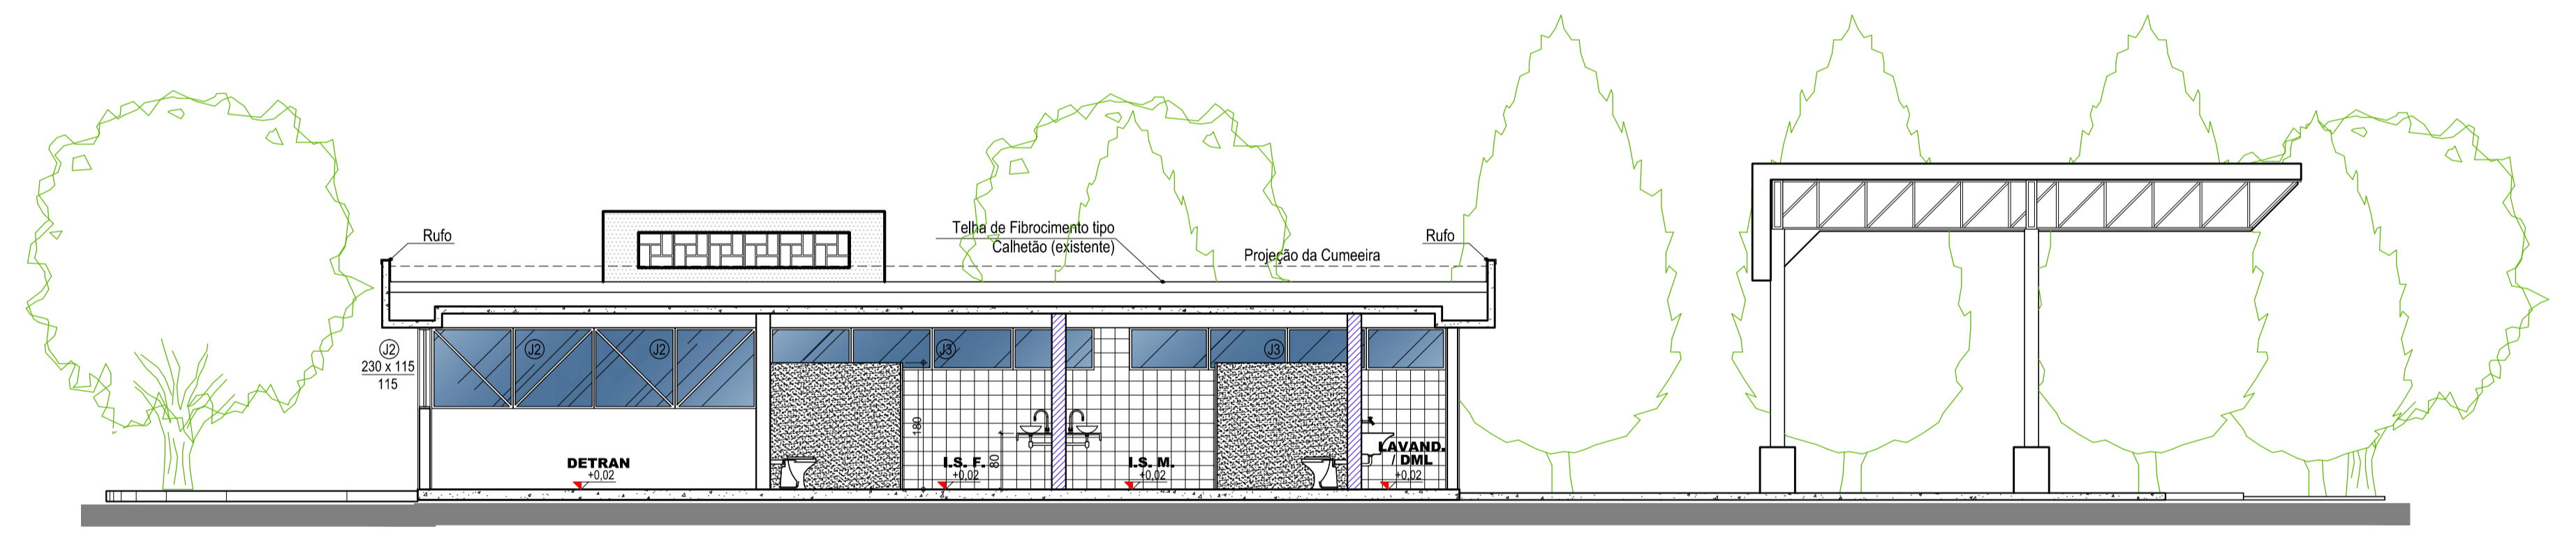 Rufo
Telha de Fibrocimento tipo
Calhetão (existente)
Projeção da Cumeeira
Rufo
J2
230 x 115
115
J2
J2
J3
J3
180
80
DETRAN
+0,02
I.S. F.
+0,02
I.S. M.
+0,02
LAVAND.
/ DML
+0,02